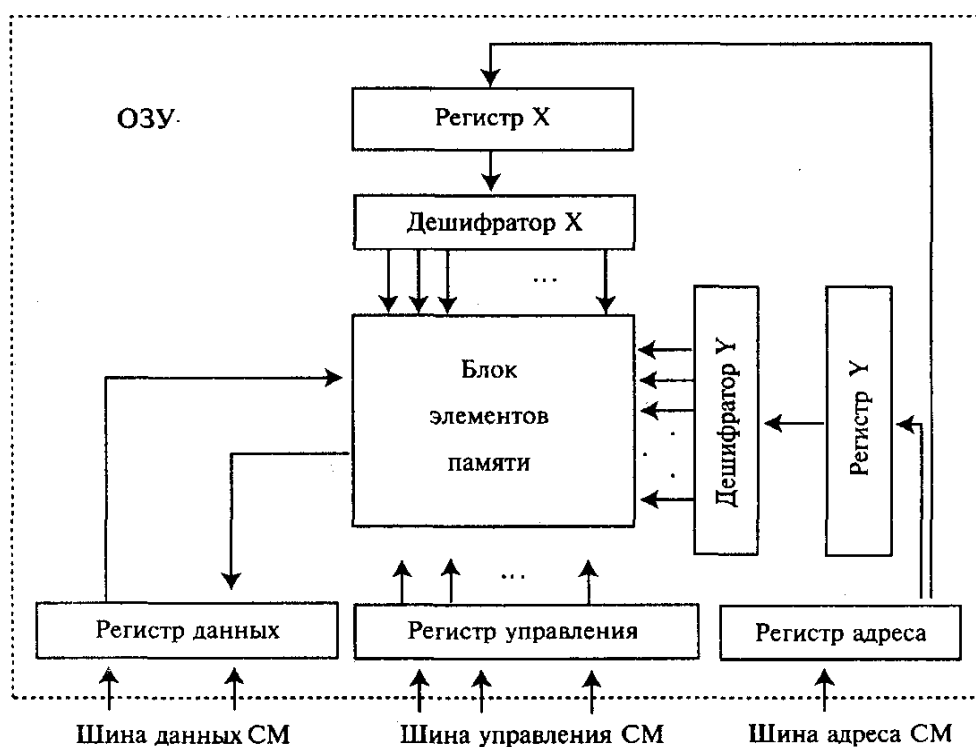 ОЗУ
Регистр X
Дешифратор X
...
Блок
элементов
памяти
Дешифратор Y
Регистр Y
...
Регистр данных
Регистр управления
Регистр адреса
Шина данных СМ
Шина управления СМ
Шина адреса СМ